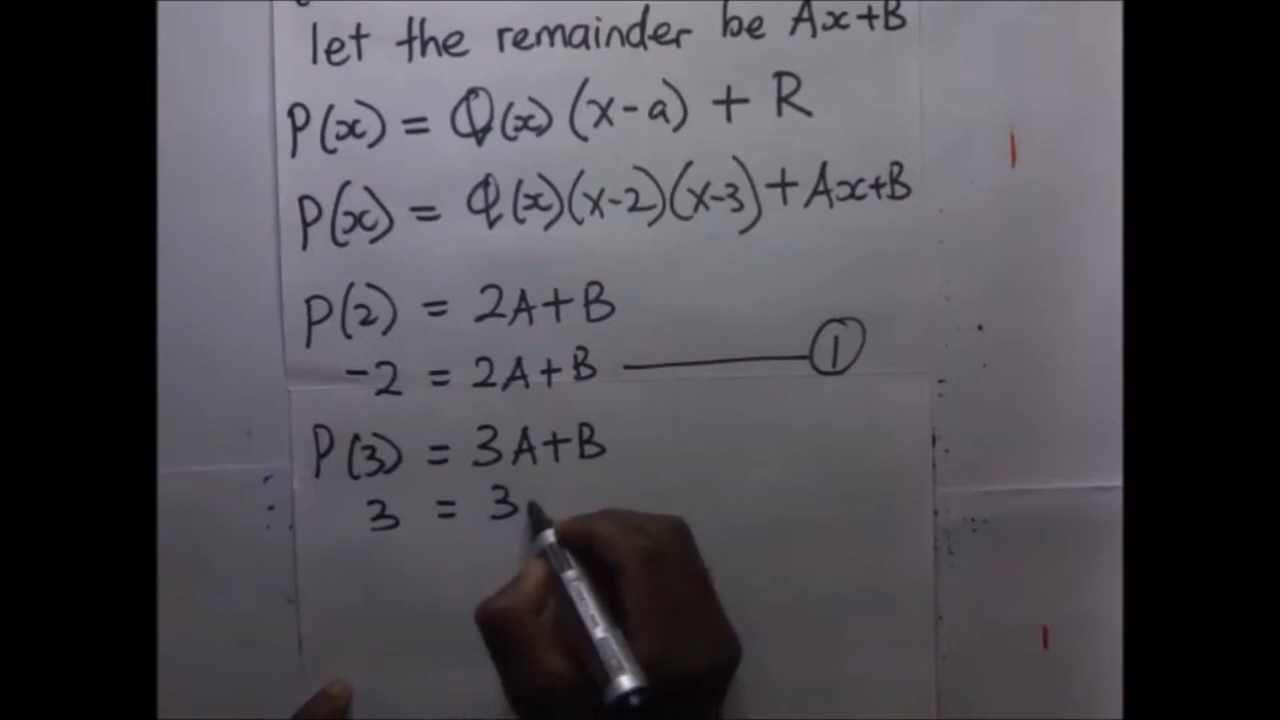 let the remainder be Ax+B
P(x) = Q(x)(x-a) + R
P(x) = Q(x)(x-2)(x-3)+Ax+B
P(2) = 2A+B
-2 = 2A+B ——— ①
P(3) = 3A+B
3 = 3